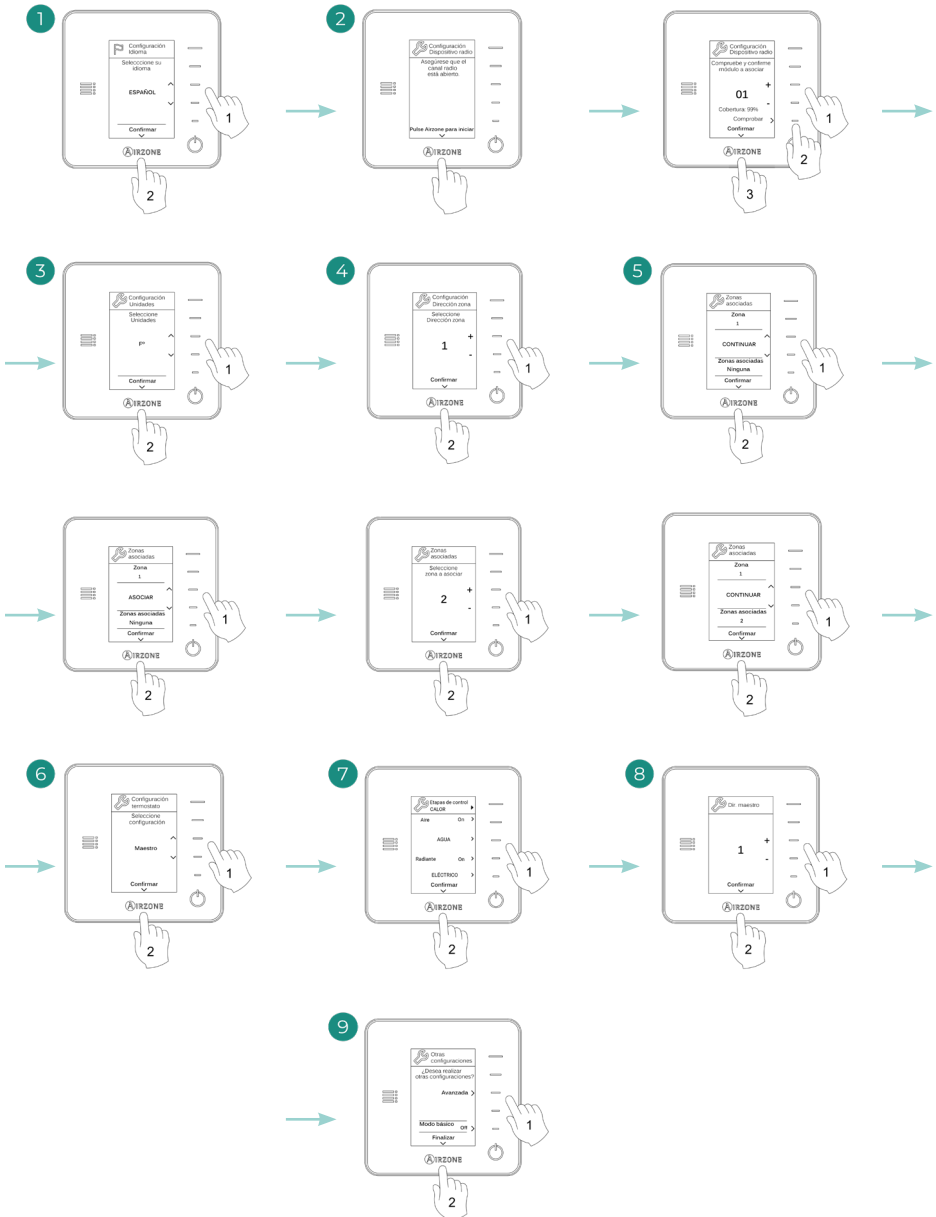 1
Configuración
Idioma
Selecccione su
idioma
ESPAÑOL
Confirmar
AIRZONE
1
2
2
Configuración
Dispositivo radio
Asegúrese que el
canal radio
está abierto.
Pulse Airzone para iniciar
AIRZONE
Configuración
Dispositivo radio
Compruebe y confirme
módulo a asociar
+
01
-
Cobertura: 99%
Comprobar
Confirmar
AIRZONE
1
2
3
3
Configuración
Unidades
Seleccione
Unidades
Fº
Confirmar
AIRZONE
1
2
4
Configuración
Dirección zona
Seleccione
Dirección zona
+
1
-
Confirmar
AIRZONE
1
2
5
Zonas
asociadas
Zona
1
CONTINUAR
Zonas asociadas
Ninguna
Confirmar
AIRZONE
1
2
Zonas
asociadas
Zona
1
ASOCIAR
Zonas asociadas
Ninguna
Confirmar
AIRZONE
1
2
Zonas
asociadas
Seleccione
zona a asociar
+
2
-
Confirmar
AIRZONE
1
2
Zonas
asociadas
Zona
1
CONTINUAR
Zonas asociadas
2
Confirmar
AIRZONE
1
2
6
Configuración
termostato
Seleccione
configuración
Maestro
Confirmar
AIRZONE
1
2
7
Etapas de control
CALOR
Aire On
AGUA
Radiante On
ELÉCTRICO
Confirmar
AIRZONE
1
2
8
Dir. maestro
+
1
-
Confirmar
AIRZONE
1
2
9
Otras
configuraciones
¿Desea realizar
otras configuraciones?
Avanzada
Modo básico Off
Finalizar
AIRZONE
1
2